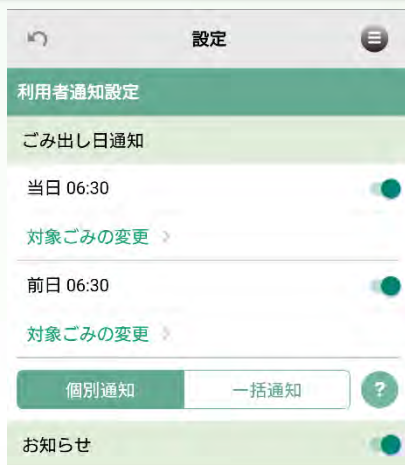 設定
利用者通知設定
ごみ出し日通知
当日 06:30
対象ごみの変更 >
前日 06:30
対象ごみの変更 >
個別通知 一括通知 ?
お知らせ